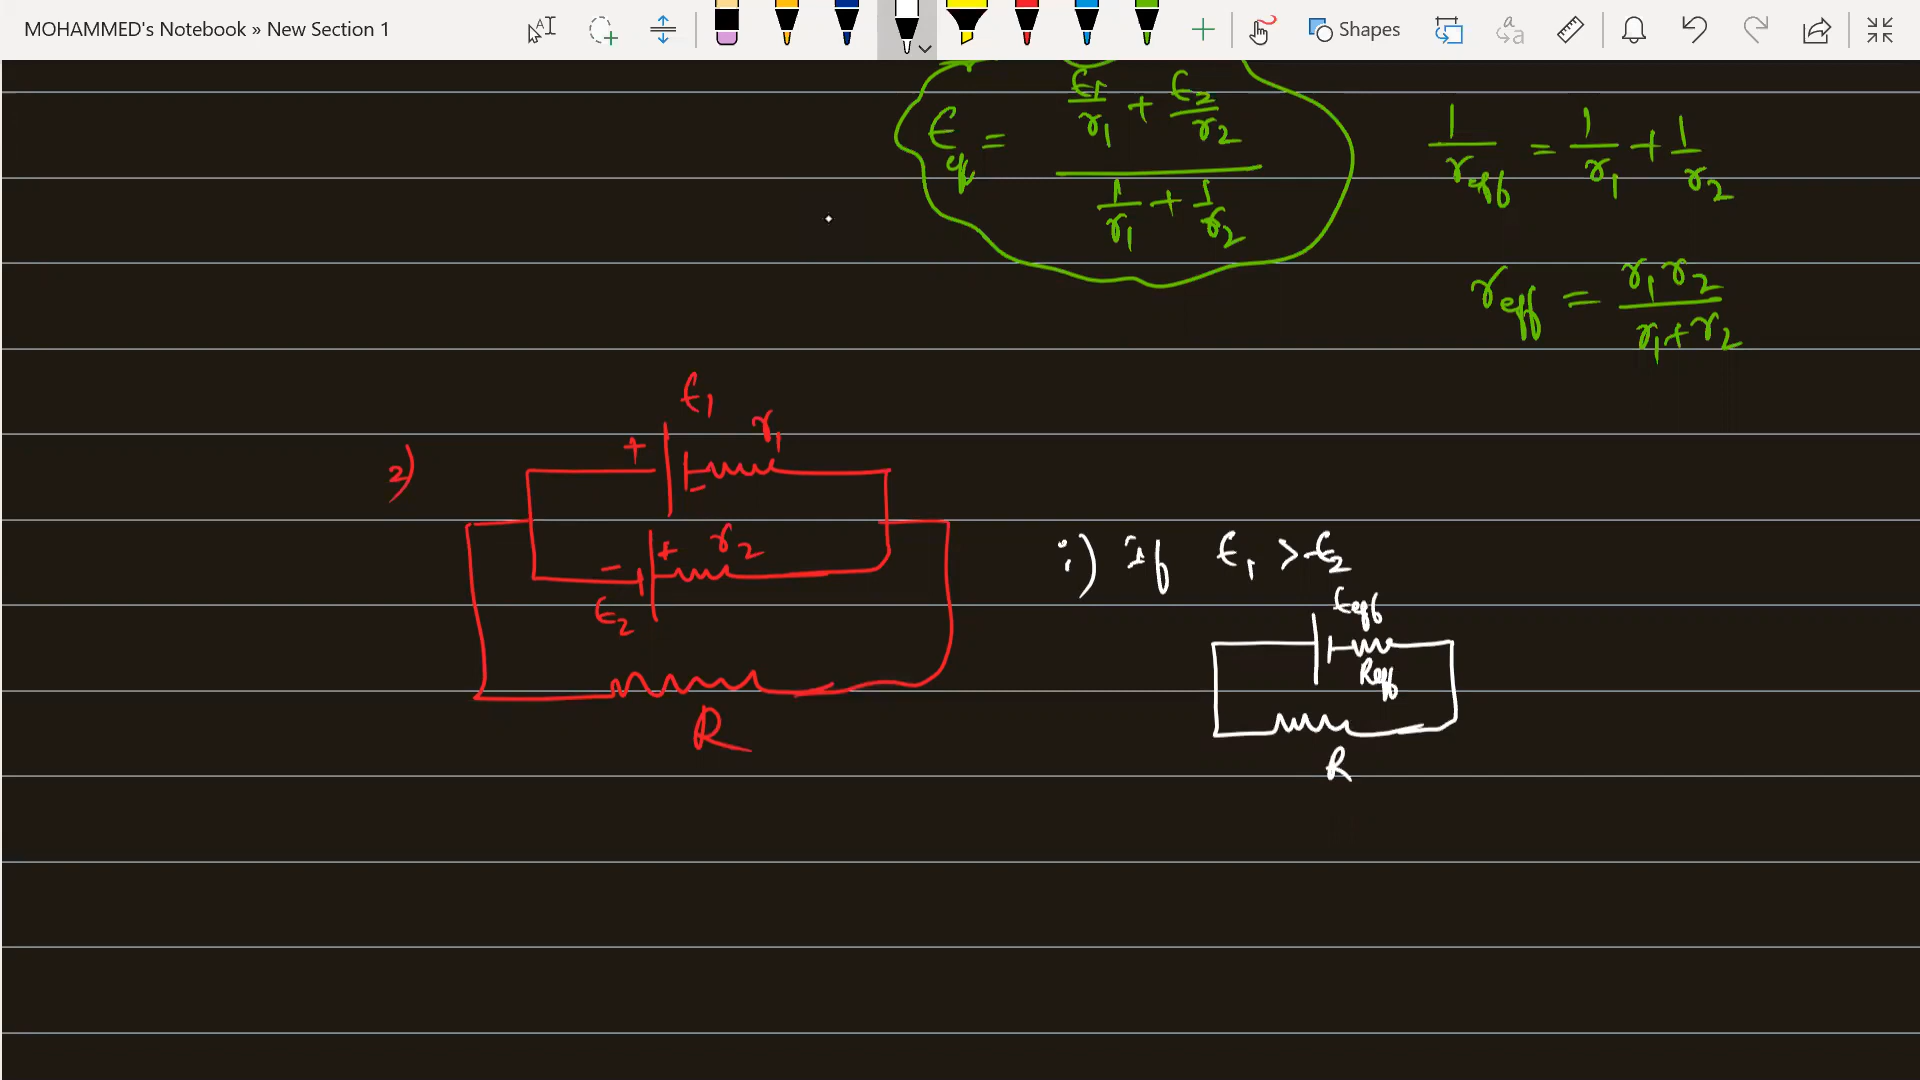 MOHAMMED's Notebook » New Section 1
Shapes
ε_eq = (ε₁/r₁ + ε₂/r₂) / (1/r₁ + 1/r₂)
1/r_eff = 1/r₁ + 1/r₂
r_eff = r₁r₂ / (r₁+r₂)
2)
ε₁
+ - r₁
- + r₂
ε₂
R
i) If ε₁ > ε₂
ε_eff
R_eff
R